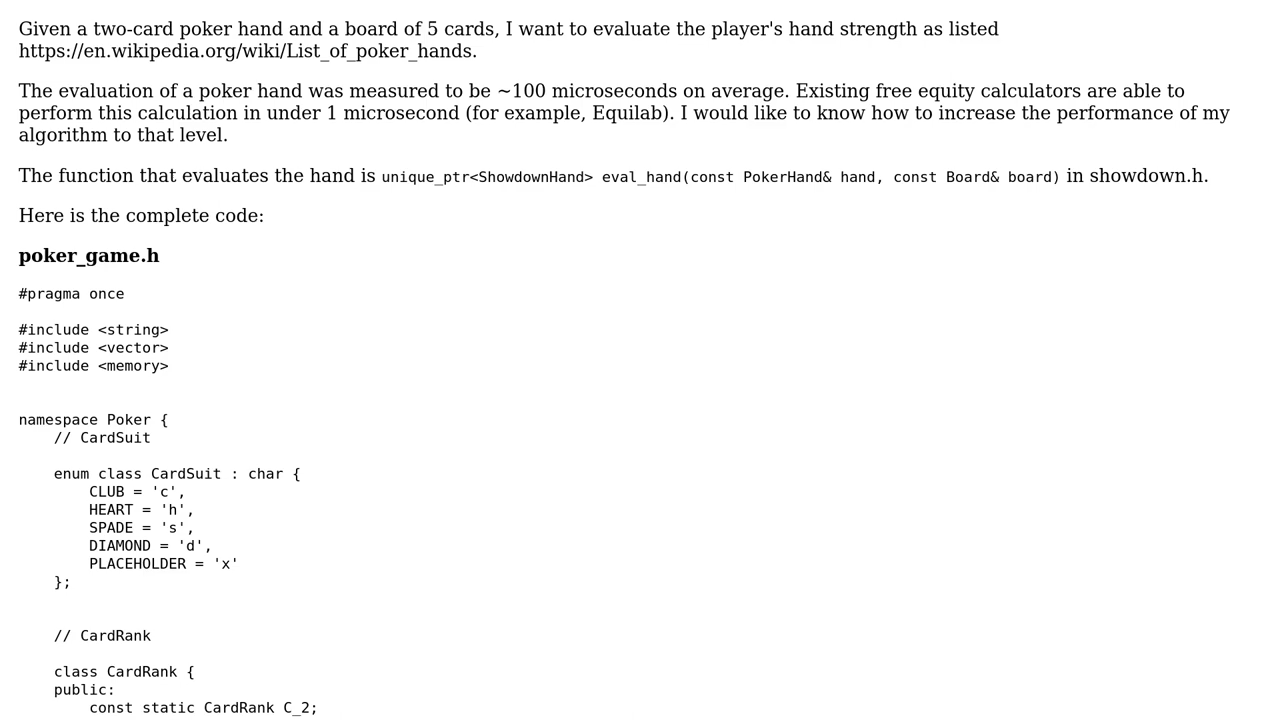 Given a two-card poker hand and a board of 5 cards, I want to evaluate the player's hand strength as listed
https://en.wikipedia.org/wiki/List_of_poker_hands.
The evaluation of a poker hand was measured to be ~100 microseconds on average. Existing free equity calculators are able to
perform this calculation in under 1 microsecond (for example, Equilab). I would like to know how to increase the performance of my
algorithm to that level.
The function that evaluates the hand is unique_ptr<ShowdownHand> eval_hand(const PokerHand& hand, const Board& board) in showdown.h.
Here is the complete code:
poker_game.h
#pragma once
#include <string>
#include <vector>
#include <memory>
namespace Poker {
    // CardSuit
    enum class CardSuit : char {
        CLUB = 'c',
        HEART = 'h',
        SPADE = 's',
        DIAMOND = 'd',
        PLACEHOLDER = 'x'
    };
    // CardRank
    class CardRank {
    public:
        const static CardRank C_2;